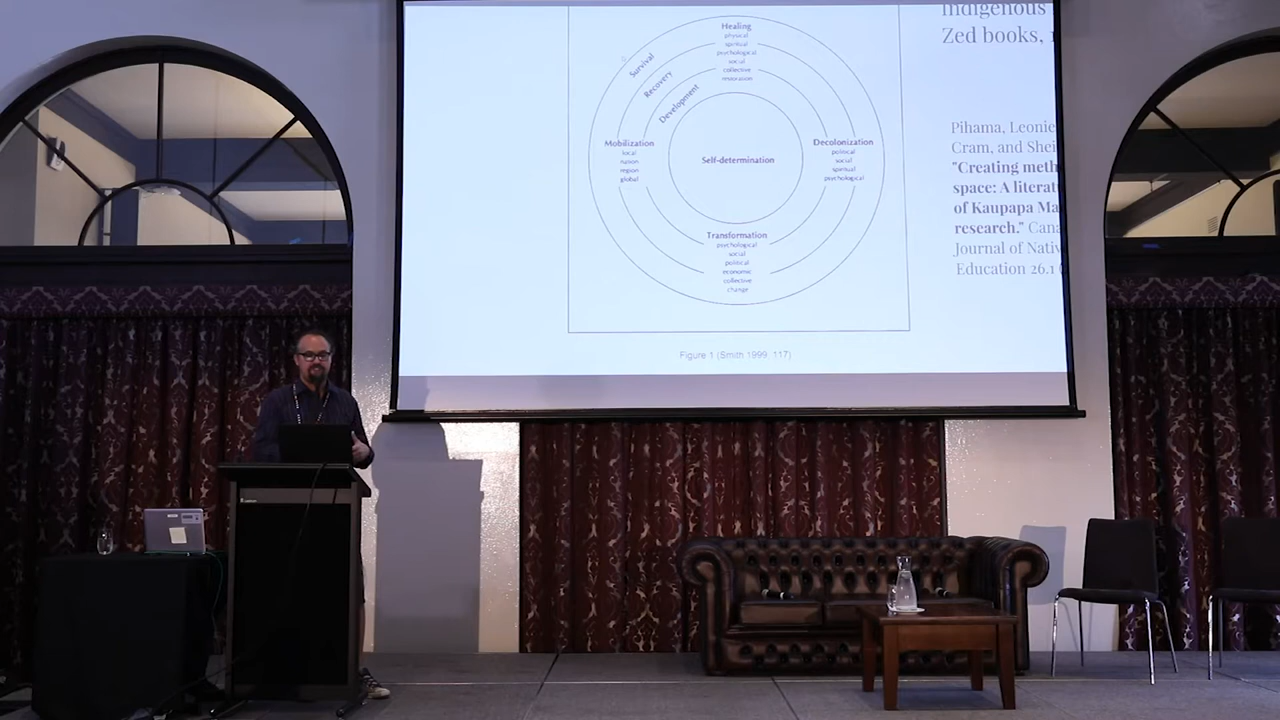 Healing
physical
spiritual
psychological
social
collective
restoration
Survival
Recovery
Development
Mobilization
local
nation
region
global
Self-determination
Decolonization
political
social
spiritual
psychological
Transformation
psychological
social
political
economic
collective
change
Figure 1 (Smith 1999: 117)
Indigenous
Zed books,
Pihama, Leonie
Cram, and Shei
"Creating meth
space: A literat
of Kaupapa Ma
research." Cana
Journal of Nativ
Education 26.1